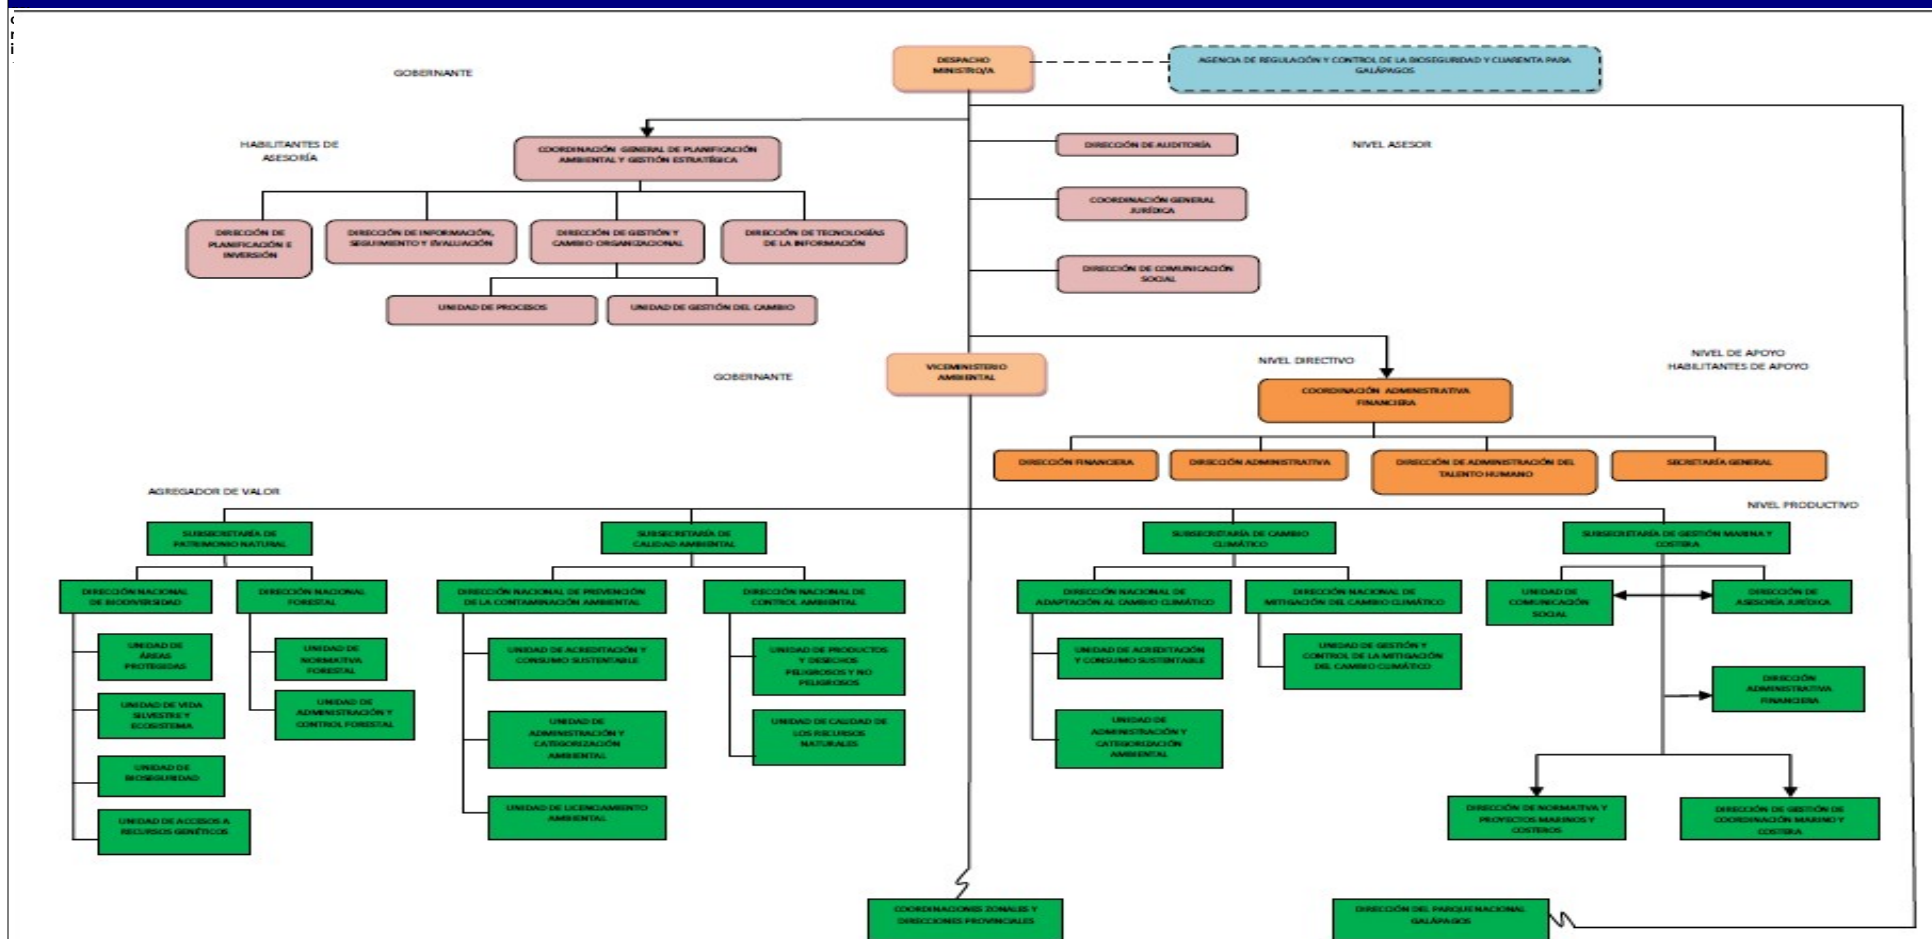 DESPACHO
MINISTRO/A
AGENCIA DE REGULACIÓN Y CONTROL DE LA BIOSEGURIDAD Y CUARENTA PARA
GALÁPAGOS
GOBERNANTE
HABILITANTES DE
ASESORÍA
COORDINACIÓN GENERAL DE PLANIFICACIÓN
AMBIENTAL Y GESTIÓN ESTRATÉGICA
DIRECCIÓN DE AUDITORÍA
NIVEL ASESOR
COORDINACIÓN GENERAL
JURÍDICA
DIRECCIÓN DE
PLANIFICACIÓN E
INVERSIÓN
DIRECCIÓN DE INFORMACIÓN,
SEGUIMIENTO Y EVALUACIÓN
DIRECCIÓN DE GESTIÓN Y
CAMBIO ORGANIZACIONAL
DIRECCIÓN DE TECNOLOGÍAS
DE LA INFORMACIÓN
DIRECCIÓN DE COMUNICACIÓN
SOCIAL
UNIDAD DE PROCESOS
UNIDAD DE GESTIÓN DEL CAMBIO
GOBERNANTE
VICEMINISTERIO
AMBIENTAL
NIVEL DIRECTIVO
NIVEL DE APOYO
HABILITANTES DE APOYO
COORDINACIÓN ADMINISTRATIVA
FINANCIERA
DIRECCIÓN FINANCIERA
DIRECCIÓN ADMINISTRATIVA
DIRECCIÓN DE ADMINISTRACIÓN DEL
TALENTO HUMANO
SECRETARÍA GENERAL
AGREGADOR DE VALOR
NIVEL PRODUCTIVO
SUBSECRETARÍA DE
PATRIMONIO NATURAL
SUBSECRETARÍA DE
CALIDAD AMBIENTAL
SUBSECRETARÍA DE CAMBIO
CLIMÁTICO
SUBSECRETARÍA DE GESTIÓN MARINA Y
COSTERA
DIRECCIÓN NACIONAL
DE BIODIVERSIDAD
DIRECCIÓN NACIONAL
FORESTAL
DIRECCIÓN NACIONAL DE PREVENCIÓN
DE LA CONTAMINACIÓN AMBIENTAL
DIRECCIÓN NACIONAL DE
CONTROL AMBIENTAL
DIRECCIÓN NACIONAL DE
ADAPTACIÓN AL CAMBIO CLIMÁTICO
DIRECCIÓN NACIONAL DE
MITIGACIÓN DEL CAMBIO CLIMÁTICO
UNIDAD DE
COMUNICACIÓN
SOCIAL
DIRECCIÓN DE
ASESORÍA JURÍDICA
UNIDAD DE
ÁREAS
PROTEGIDAS
UNIDAD DE
NORMATIVA
FORESTAL
UNIDAD DE ACREDITACIÓN Y
CONSUMO SUSTENTABLE
UNIDAD DE PRODUCTOS
Y DESECHOS
PELIGROSOS Y NO
PELIGROSOS
UNIDAD DE ACREDITACIÓN
Y CONSUMO SUSTENTABLE
UNIDAD DE GESTIÓN Y
CONTROL DE LA MITIGACIÓN
DEL CAMBIO CLIMÁTICO
DIRECCIÓN
ADMINISTRATIVA
FINANCIERA
UNIDAD DE VIDA
SILVESTRE Y
ECOSISTEMA
UNIDAD DE
ADMINISTRACIÓN Y
CONTROL FORESTAL
UNIDAD DE
ADMINISTRACIÓN Y
CATEGORIZACIÓN
AMBIENTAL
UNIDAD DE CALIDAD DE
LOS RECURSOS
NATURALES
UNIDAD DE
ADMINISTRACIÓN Y
CATEGORIZACIÓN
AMBIENTAL
UNIDAD DE
BIOSEGURIDAD
UNIDAD DE ACCESOS A
RECURSOS GENÉTICOS
UNIDAD DE LICENCIAMIENTO
AMBIENTAL
DIRECCIÓN DE NORMATIVA Y
PROYECTOS MARINOS Y
COSTEROS
DIRECCIÓN DE GESTIÓN DE
COORDINACIÓN MARINO Y
COSTERA
COORDINACIONES ZONALES Y
DIRECCIONES PROVINCIALES
DIRECCIÓN DEL PARQUE NACIONAL
GALÁPAGOS